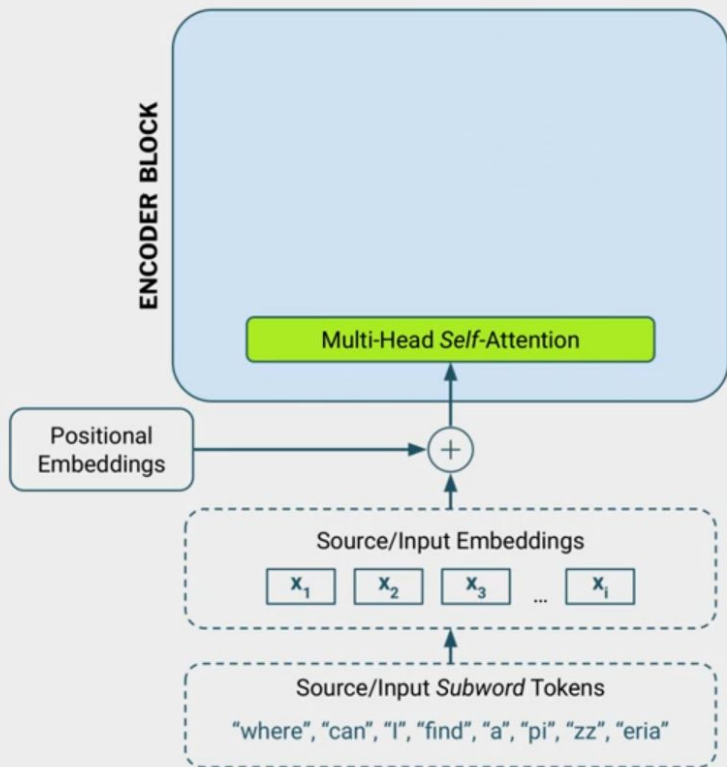 ENCODER BLOCK
Multi-Head Self-Attention
Positional
Embeddings
+
Source/Input Embeddings
x1 x2 x3 ... xi
Source/Input Subword Tokens
“where”, “can”, “I”, “find”, “a”, “pi”, “zz”, “eria”